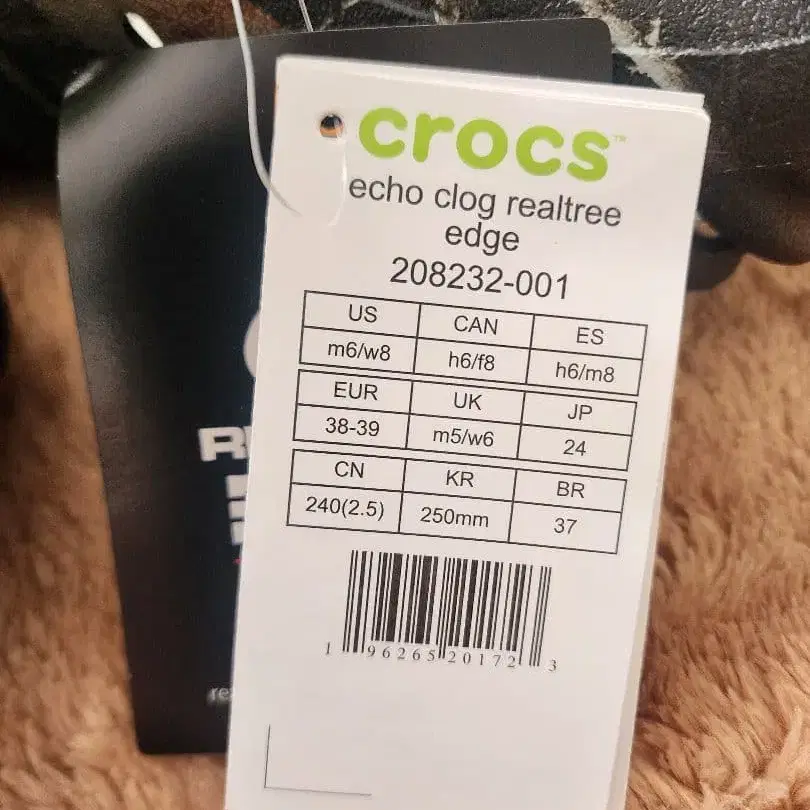 crocs™
echo clog realtree
edge
208232-001
US CAN ES
m6/w8 h6/f8 h6/m8
EUR UK JP
38-39 m5/w6 24
CN KR BR
240(2.5) 250mm 37
1 96265 20172 3